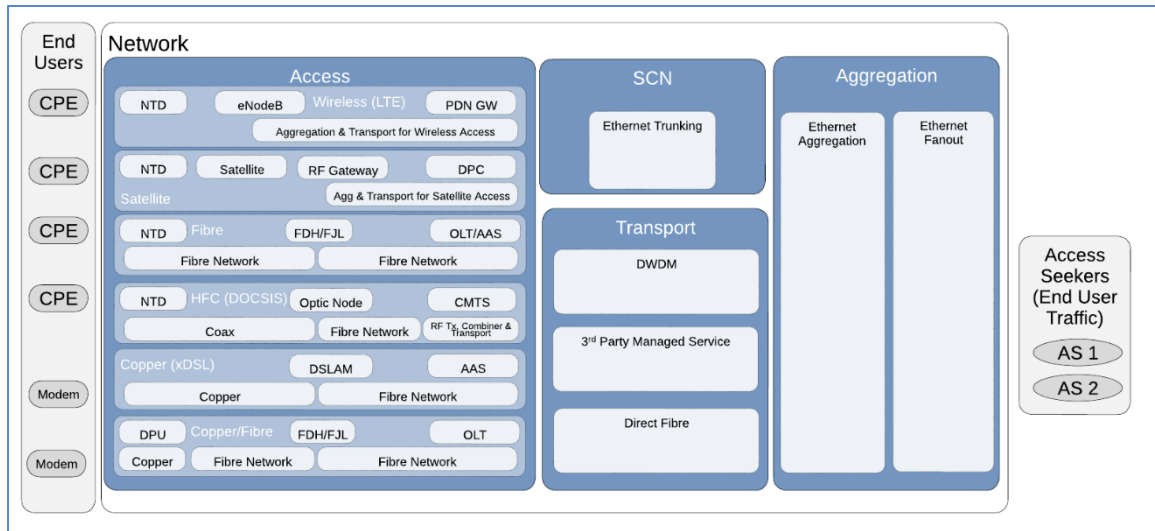 End
Users
CPE
CPE
CPE
CPE
Modem
Modem
Network
Access
NTD
eNodeB
Wireless (LTE)
PDN GW
Aggregation & Transport for Wireless Access
NTD
Satellite
RF Gateway
DPC
Satellite
Agg & Transport for Satellite Access
NTD
Fibre
FDH/FJL
OLT/AAS
Fibre Network
Fibre Network
NTD
HFC (DOCSIS)
Optic Node
CMTS
Coax
Fibre Network
RF Tx, Combiner &
Transport
Copper (xDSL)
DSLAM
AAS
Copper
Fibre Network
DPU
Copper/Fibre
FDH/FJL
OLT
Copper
Fibre Network
Fibre Network
SCN
Ethernet Trunking
Transport
DWDM
3rd Party Managed Service
Direct Fibre
Aggregation
Ethernet
Aggregation
Ethernet
Fanout
Access
Seekers
(End User
Traffic)
AS 1
AS 2